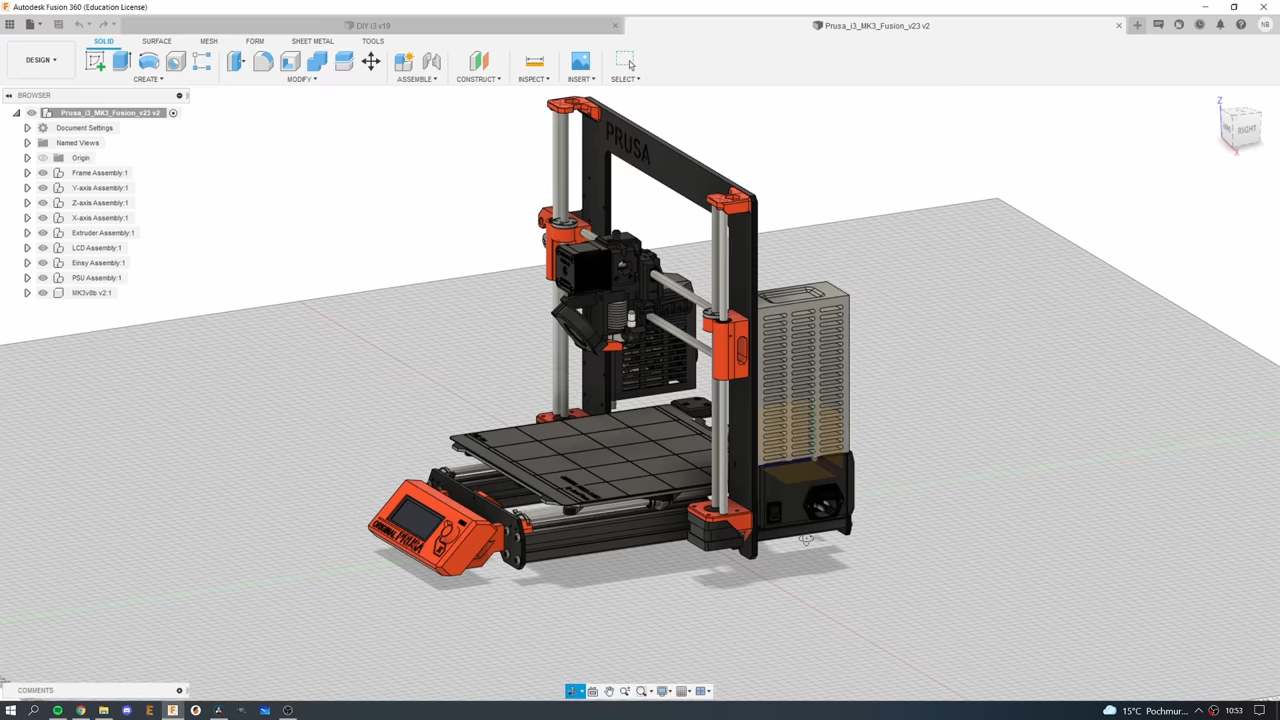 Autodesk Fusion 360 (Education License)
DIY i3 v19
Prusa_i3_MK3_Fusion_v23 v2
NB
SOLID SURFACE MESH FORM SHEET METAL TOOLS
DESIGN
CREATE MODIFY ASSEMBLE CONSTRUCT INSPECT INSERT SELECT
BROWSER
Prusa_i3_MK3_Fusion_v23 v2
Document Settings
Named Views
Origin
Frame Assembly:1
Y-axis Assembly:1
Z-axis Assembly:1
X-axis Assembly:1
Extruder Assembly:1
LCD Assembly:1
Einsy Assembly:1
PSU Assembly:1
MK3v8b v2:1
PRUSA
Z
RIGHT
X
ORIGINAL PRUSA
COMMENTS
15°C Pochmur...
10:53